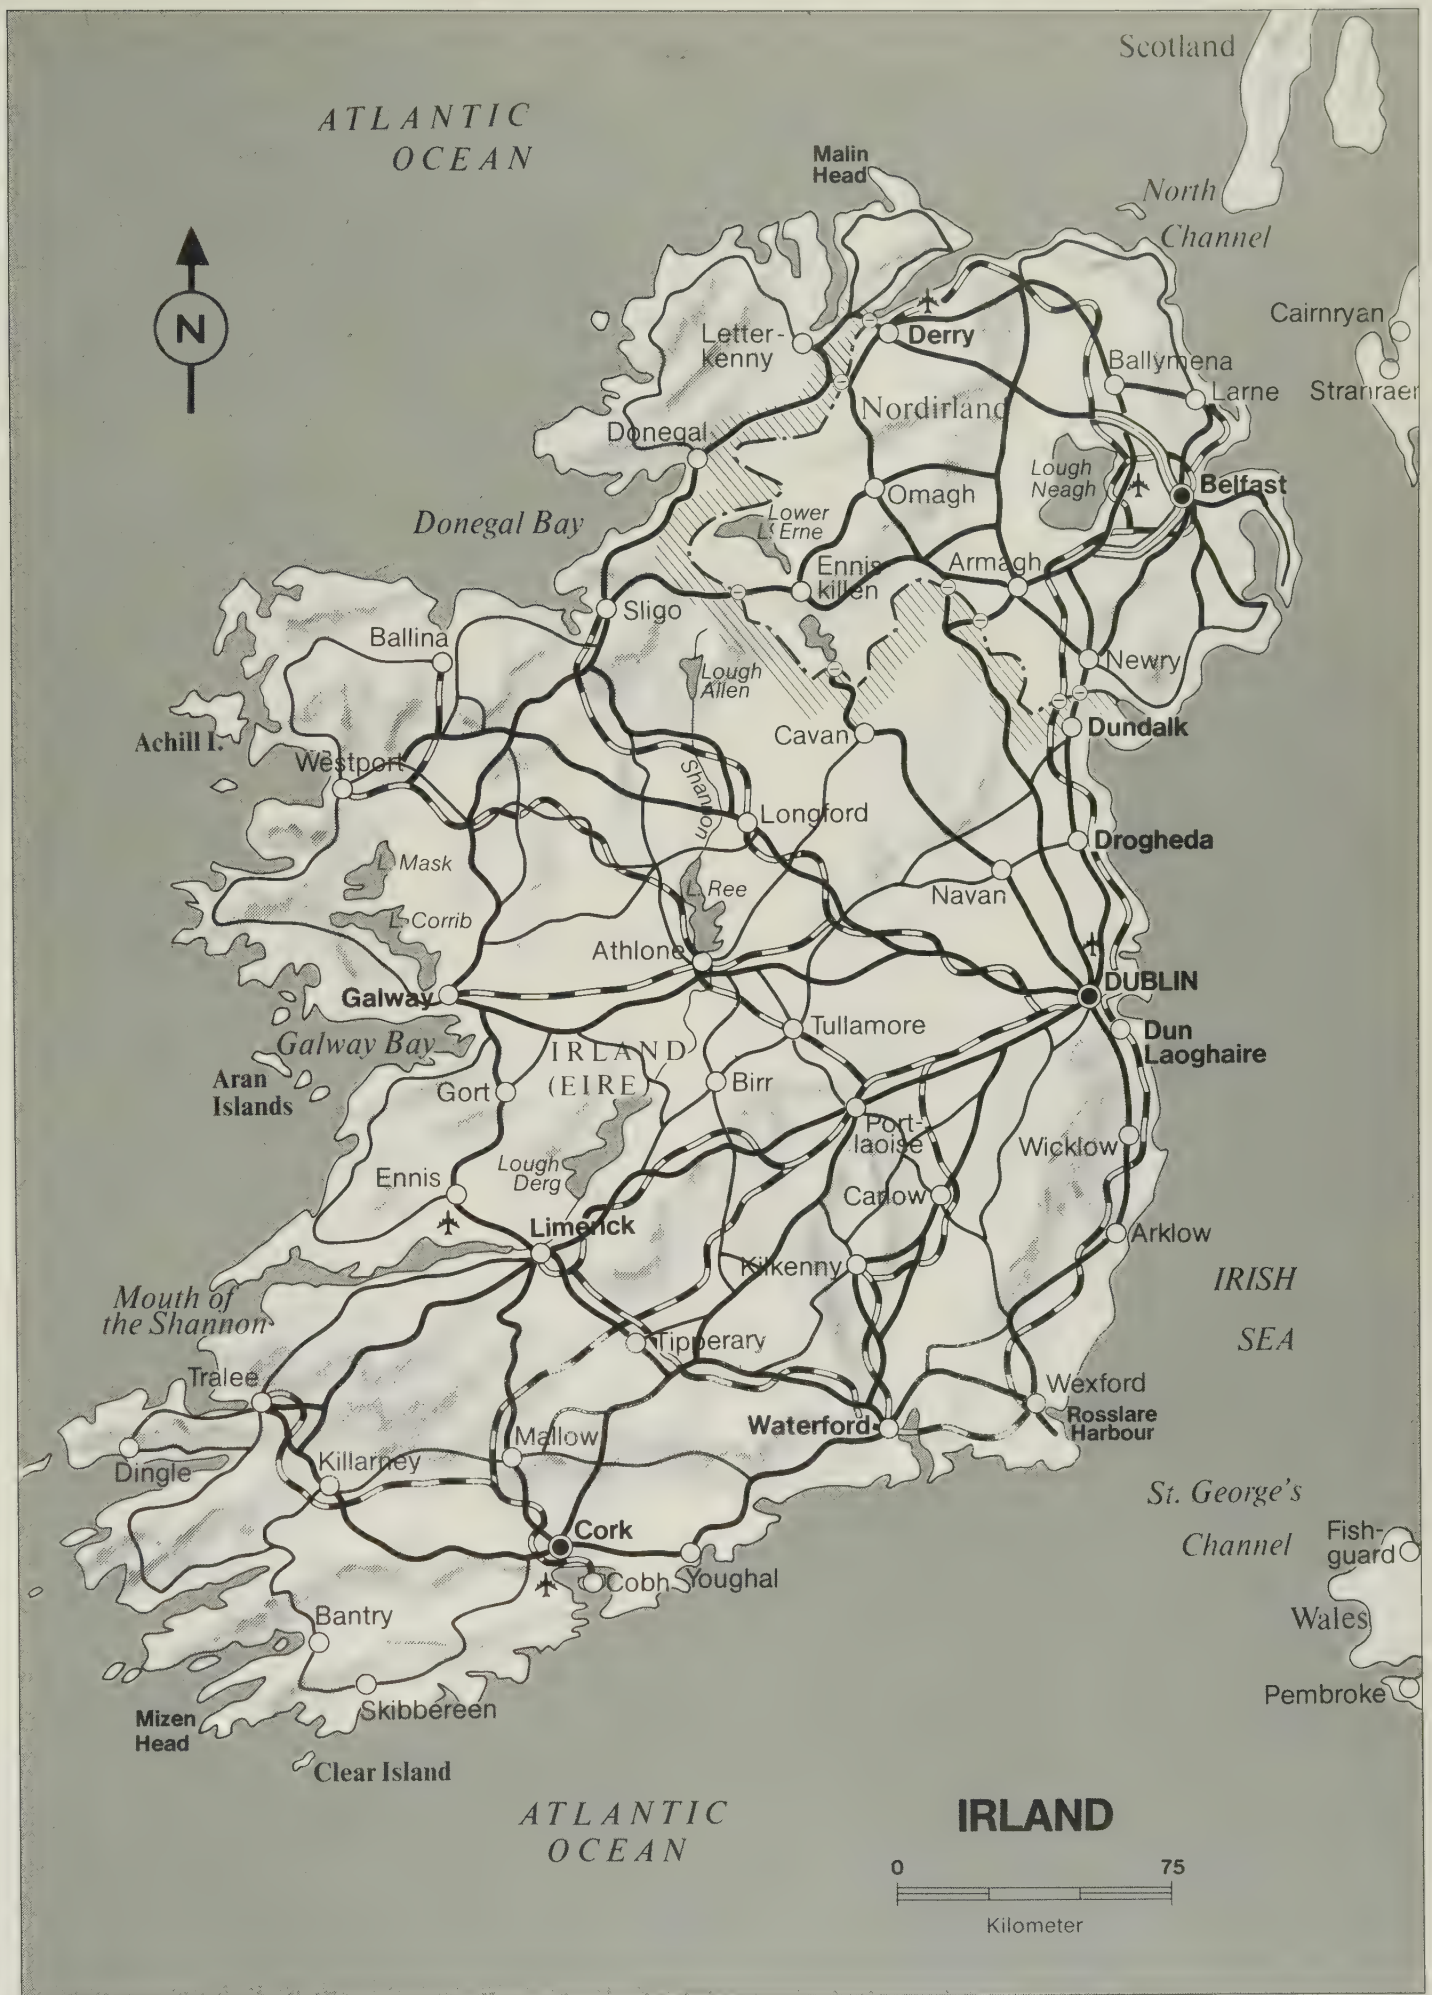 Scotland
ATLANTIC
OCEAN
Malin
Head
North
Channel
N
Cairnryan
Letter-
kenny
Derry
Ballymena
Larne
Stranraer
Nordirland
Donegal
Lough
Neagh
Belfast
Omagh
Lower
L. Erne
Donegal Bay
Ennis-
killen
Armagh
Sligo
Ballina
Newry
Lough
Allen
Achill I.
Cavan
Dundalk
Westport
Shannon
Longford
Drogheda
L. Mask
L. Ree
Navan
L. Corrib
Athlone
DUBLIN
Galway
Tullamore
Dun
Laoghaire
Galway Bay
IRLAND
(EIRE)
Aran
Islands
Gort
Birr
Port-
laoise
Wicklow
Lough
Derg
Ennis
Carlow
Limerick
Arklow
Kilkenny
IRISH
SEA
Mouth of
the Shannon
Tipperary
Tralee
Wexford
Rosslare
Harbour
Waterford
Mallow
Dingle
Killarney
St. George's
Channel
Cork
Fish-
guard
Cobh
Youghal
Bantry
Wales
Skibbereen
Pembroke
Mizen
Head
Clear Island
ATLANTIC
OCEAN
IRLAND
0
75
Kilometer